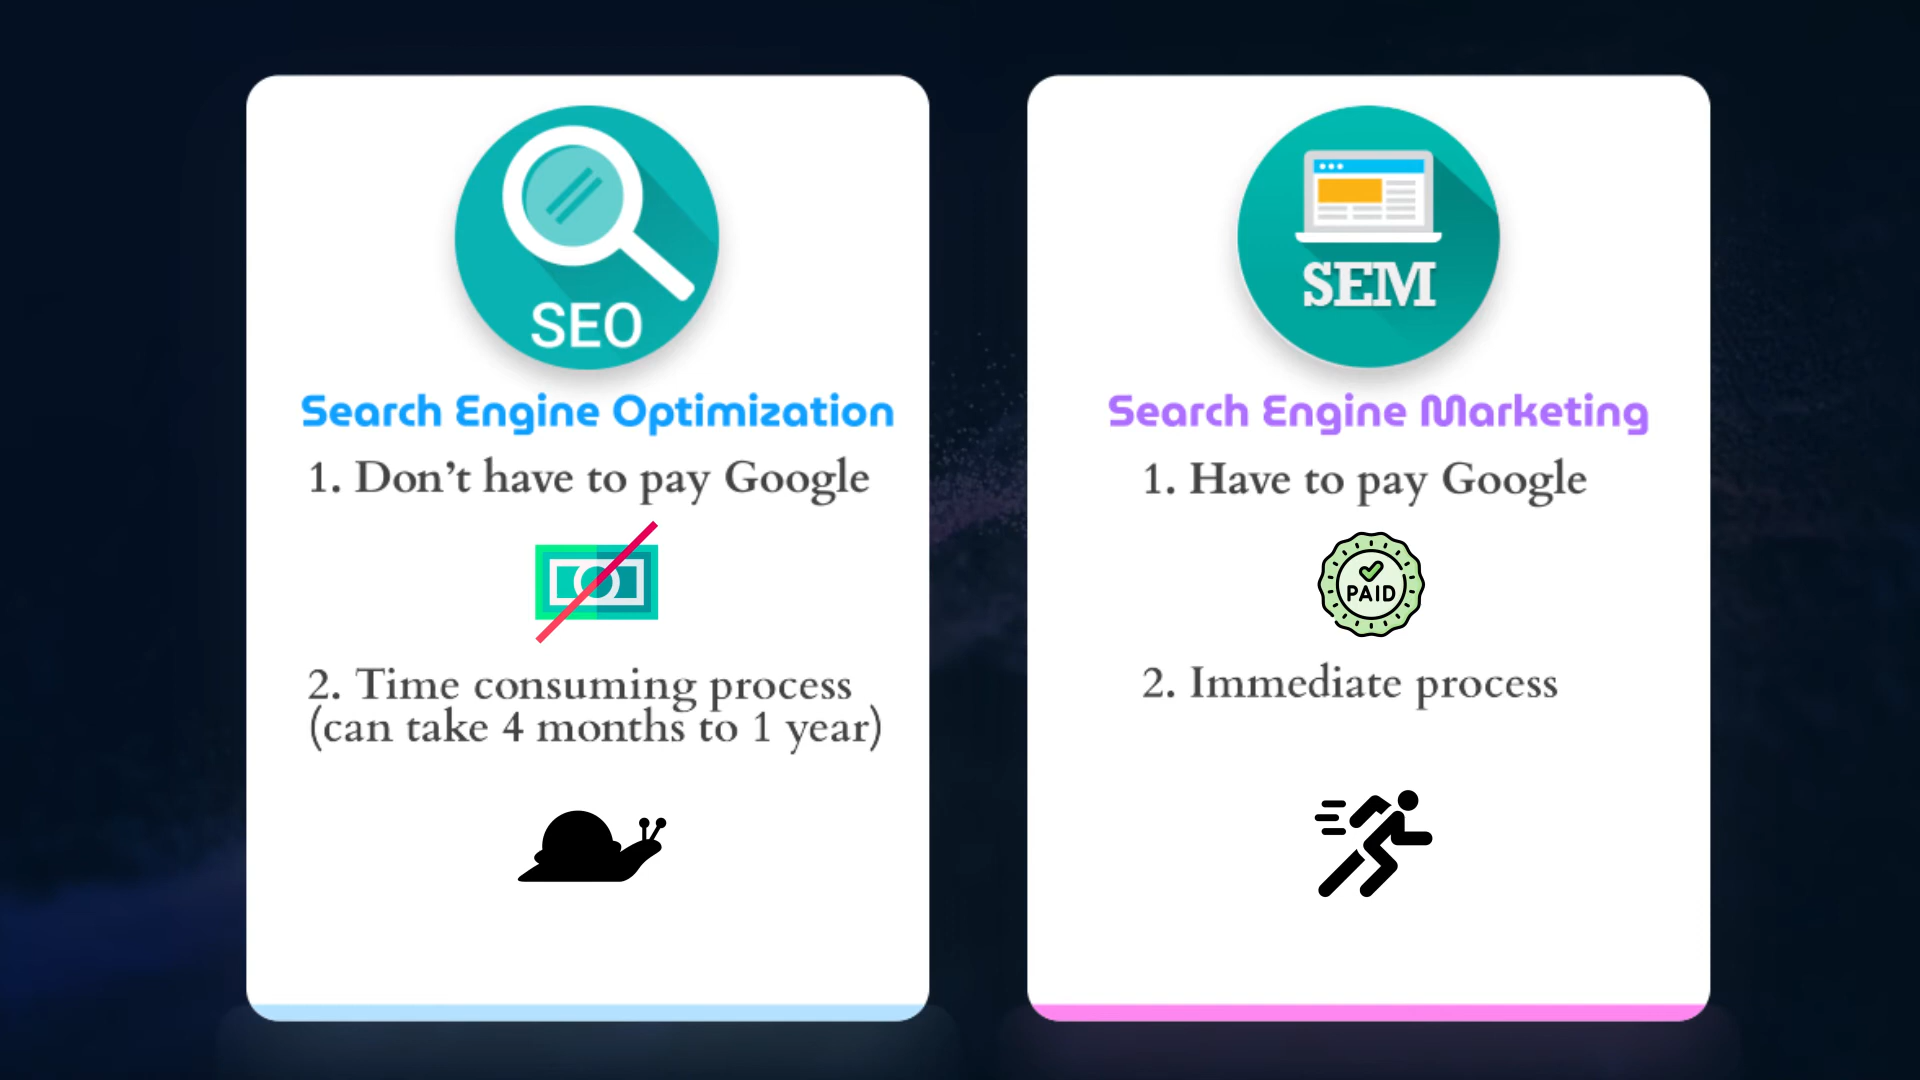 SEO
Search Engine Optimization
1. Don't have to pay Google
2. Time consuming process
(can take 4 months to 1 year)
SEM
Search Engine Marketing
1. Have to pay Google
PAID
2. Immediate process